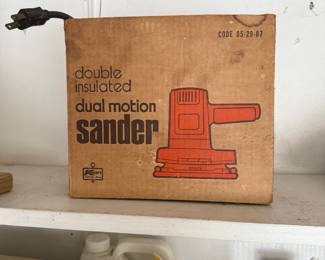 CODE 05-29-87
double
insulated
dual motion
sander